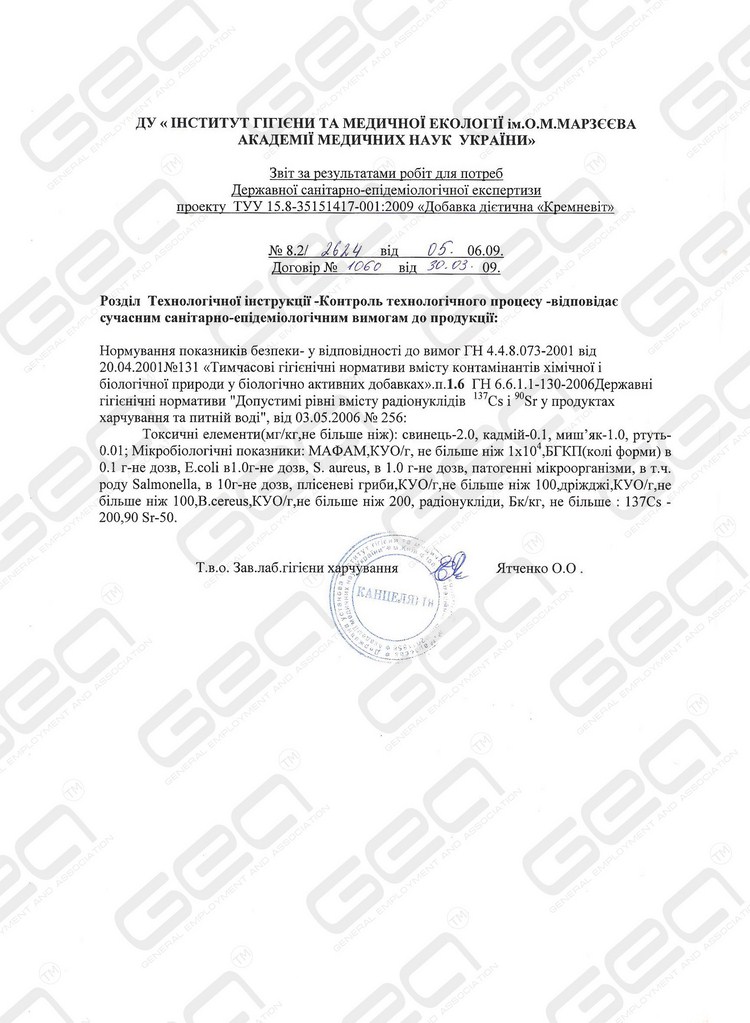 ДУ « ІНСТИТУТ ГІГІЄНИ ТА МЕДИЧНОЇ ЕКОЛОГІЇ ім.О.М.МАРЗЄЄВА
АКАДЕМІЇ МЕДИЧНИХ НАУК УКРАЇНИ»
Звіт за результатами робіт для потреб
Державної санітарно-епідеміологічної експертизи
проекту ТУУ 15.8-35151417-001:2009 «Добавка дієтична «Кремневіт»
№ 8.2/ 2624 від 05. 06.09.
Договір № 1060 від 30.03. 09.
Розділ Технологічної інструкції -Контроль технологічного процесу -відповідає
сучасним санітарно-епідеміологічним вимогам до продукції:
Нормування показників безпеки- у відповідності до вимог ГН 4.4.8.073-2001 від
20.04.2001№131 «Тимчасові гігієнічні нормативи вмісту контамінантів хімічної і
біологічної природи у біологічно активних добавках».п.1.6 ГН 6.6.1.1-130-2006Державні
гігієнічні нормативи "Допустимі рівні вмісту радіонуклідів ¹³⁷Cs і ⁹⁰Sr у продуктах
харчування та питній воді", від 03.05.2006 № 256:
Токсичні елементи(мг/кг,не більше ніж): свинець-2.0, кадмій-0.1, миш’як-1.0, ртуть-
0.01; Мікробіологічні показники: МАФАМ,КУО/г, не більше ніж 1х10⁴,БГКП(колі форми) в
0.1 г-не дозв, E.coli в1.0г-не дозв, S. aureus, в 1.0 г-не дозв, патогенні мікроорганізми, в т.ч.
роду Salmonella, в 10г-не дозв, плісеневі гриби,КУО/г,не більше ніж 100,дріжджі,КУО/г,не
більше ніж 100,B.cereus,КУО/г,не більше ніж 200, радіонукліди, Бк/кг, не більше : 137Cs -
200,90 Sr-50.
Т.в.о. Зав.лаб.гігієни харчування Ятченко О.О .
КАНЦЕЛЯРІЯ
Geea
TM
GENERAL EMPLOYMENT AND ASSOCIATION